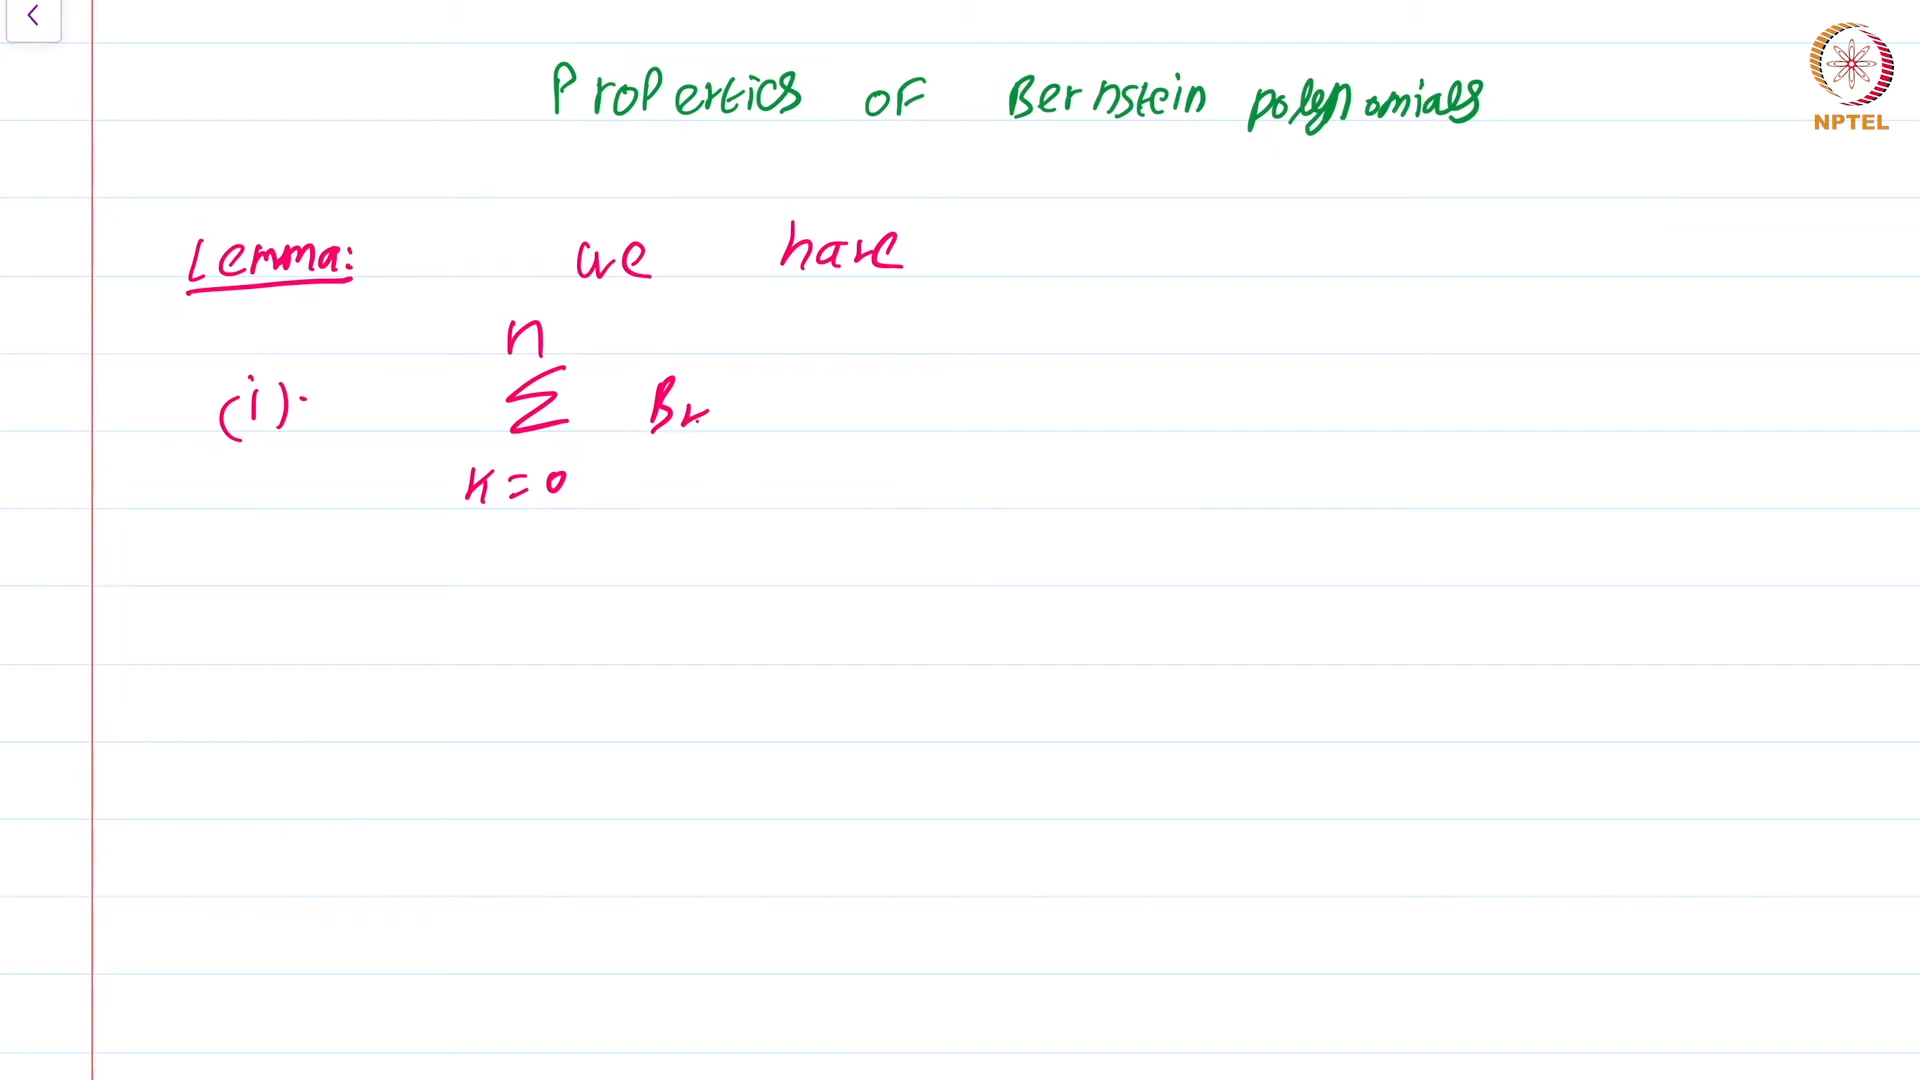 Properties of Bernstein polynomials
NPTEL
Lemma: we have
n
(i). Σ Bk
k=0